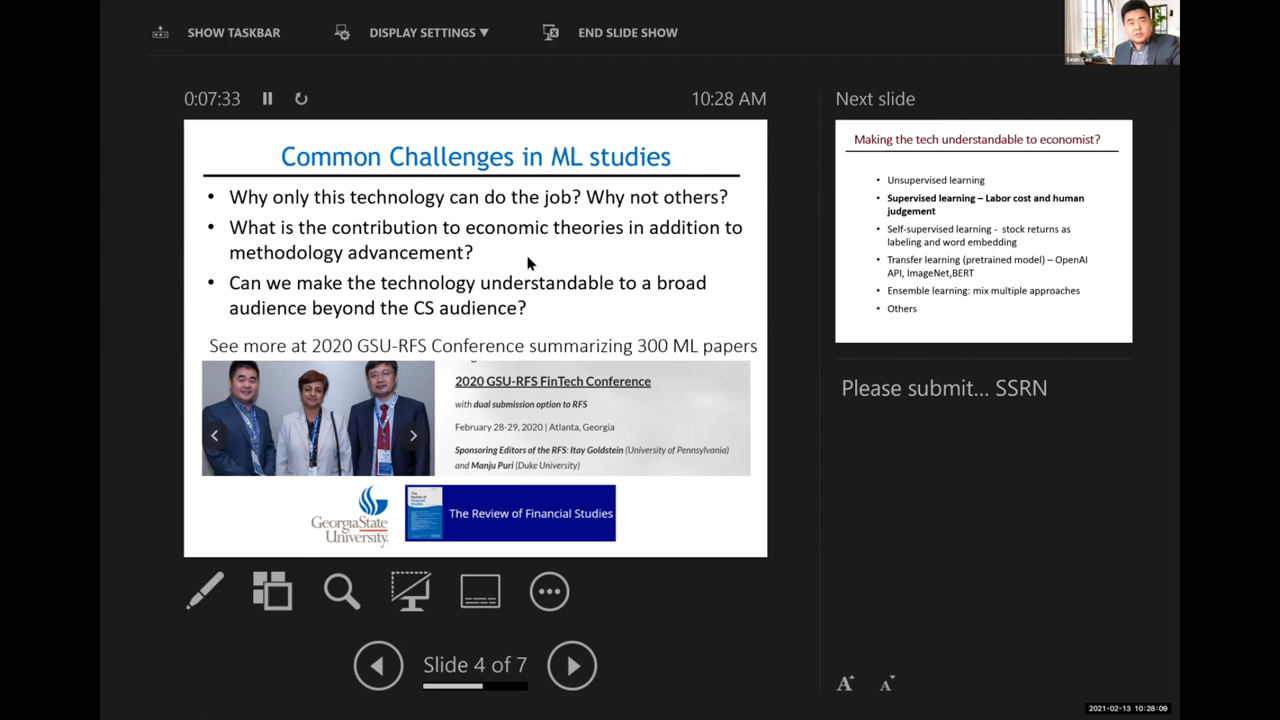 SHOW TASKBAR
DISPLAY SETTINGS ▼
END SLIDE SHOW
Sean Cao
0:07:33
10:28 AM
Next slide
Common Challenges in ML studies
• Why only this technology can do the job? Why not others?
• What is the contribution to economic theories in addition to
methodology advancement?
• Can we make the technology understandable to a broad
audience beyond the CS audience?
See more at 2020 GSU-RFS Conference summarizing 300 ML papers
2020 GSU-RFS FinTech Conference
with dual submission option to RFS
February 28-29, 2020 | Atlanta, Georgia
Sponsoring Editors of the RFS: Itay Goldstein (University of Pennsylvania)
and Manju Puri (Duke University)
GeorgiaState
University.
The Review of Financial Studies
Making the tech understandable to economist?
• Unsupervised learning
• Supervised learning – Labor cost and human
judgement
• Self-supervised learning - stock returns as
labeling and word embedding
• Transfer learning (pretrained model) – OpenAI
API, ImageNet,BERT
• Ensemble learning: mix multiple approaches
• Others
Please submit... SSRN
Slide 4 of 7
A A
2021-02-13 10:28:09